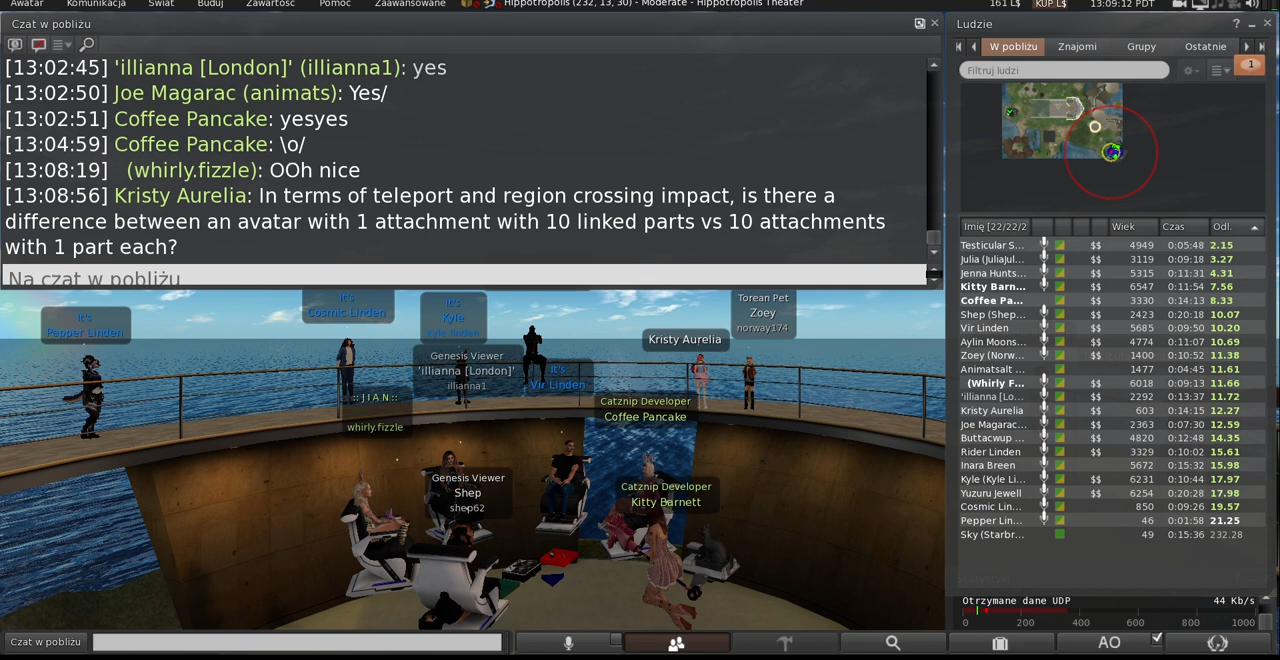 Awatar Komunikacja Świat Buduj Zawartość Pomoc Zaawansowane Hippotropolis (232, 13, 30) - Moderate - Hippotropolis Theater 161 L$ KUP L$ 13:09:12 PDT
Czat w pobliżu
[13:02:45] 'illianna [London]' (illianna1): yes
[13:02:50] Joe Magarac (animats): Yes/
[13:02:51] Coffee Pancake: yesyes
[13:04:59] Coffee Pancake: \o/
[13:08:19] (whirly.fizzle): OOh nice
[13:08:56] Kristy Aurelia: In terms of teleport and region crossing impact, is there a
difference between an avatar with 1 attachment with 10 linked parts vs 10 attachments
with 1 part each?
Na czat w pobliżu
It's
Pepper Linden
It's
Cosmic Linden
It's
Kyle
kyle linden
Torean Pet
Zoey
norway174
Kristy Aurelia
Genesis Viewer
'illianna [London]'
illianna1
It's
Vir Linden
:: J I A N ::
whirly.fizzle
Catznip Developer
Coffee Pancake
Genesis Viewer
Shep
shep62
Catznip Developer
Kitty Barnett
Czat w pobliżu
Ludzie
W pobliżu Znajomi Grupy Ostatnie
1
Filtruj ludzi
Imię [22/22/2 Wiek Czas Odl.
Testicular S... $$ 4949 0:05:48 2.15
Julia (JuliaJul... $$ 3119 0:09:18 3.27
Jenna Hunts... $$ 5315 0:11:31 4.31
Kitty Barn... $$ 6547 0:11:54 7.56
Coffee Pa... $$ 3330 0:14:13 8.33
Shep (Shep... $$ 2423 0:20:18 10.07
Vir Linden $$ 5685 0:09:50 10.20
Aylin Moons... $$ 4774 0:11:07 10.69
Zoey (Norw... $$ 1400 0:10:52 11.38
Animatsalt ... 1477 0:04:45 11.61
(Whirly F... $$ 6018 0:09:13 11.66
'illianna [Lo... $$ 2292 0:13:37 11.72
Kristy Aurelia $$ 603 0:14:15 12.27
Joe Magarac... $$ 2363 0:07:30 12.59
Buttacwup ... $$ 4820 0:12:48 14.35
Rider Linden $$ 3329 0:10:02 15.61
Inara Breen 5672 0:15:32 15.98
Kyle (Kyle Li... $$ 6231 0:10:44 17.97
Yuzuru Jewell $$ 6254 0:20:28 17.98
Cosmic Lin... 850 0:09:26 19.57
Pepper Lin... 46 0:01:58 21.25
Sky (Starbr... 49 0:15:36 232.28
Otrzymane dane UDP 44 Kb/s
0 200 400 600 800 1000
AO